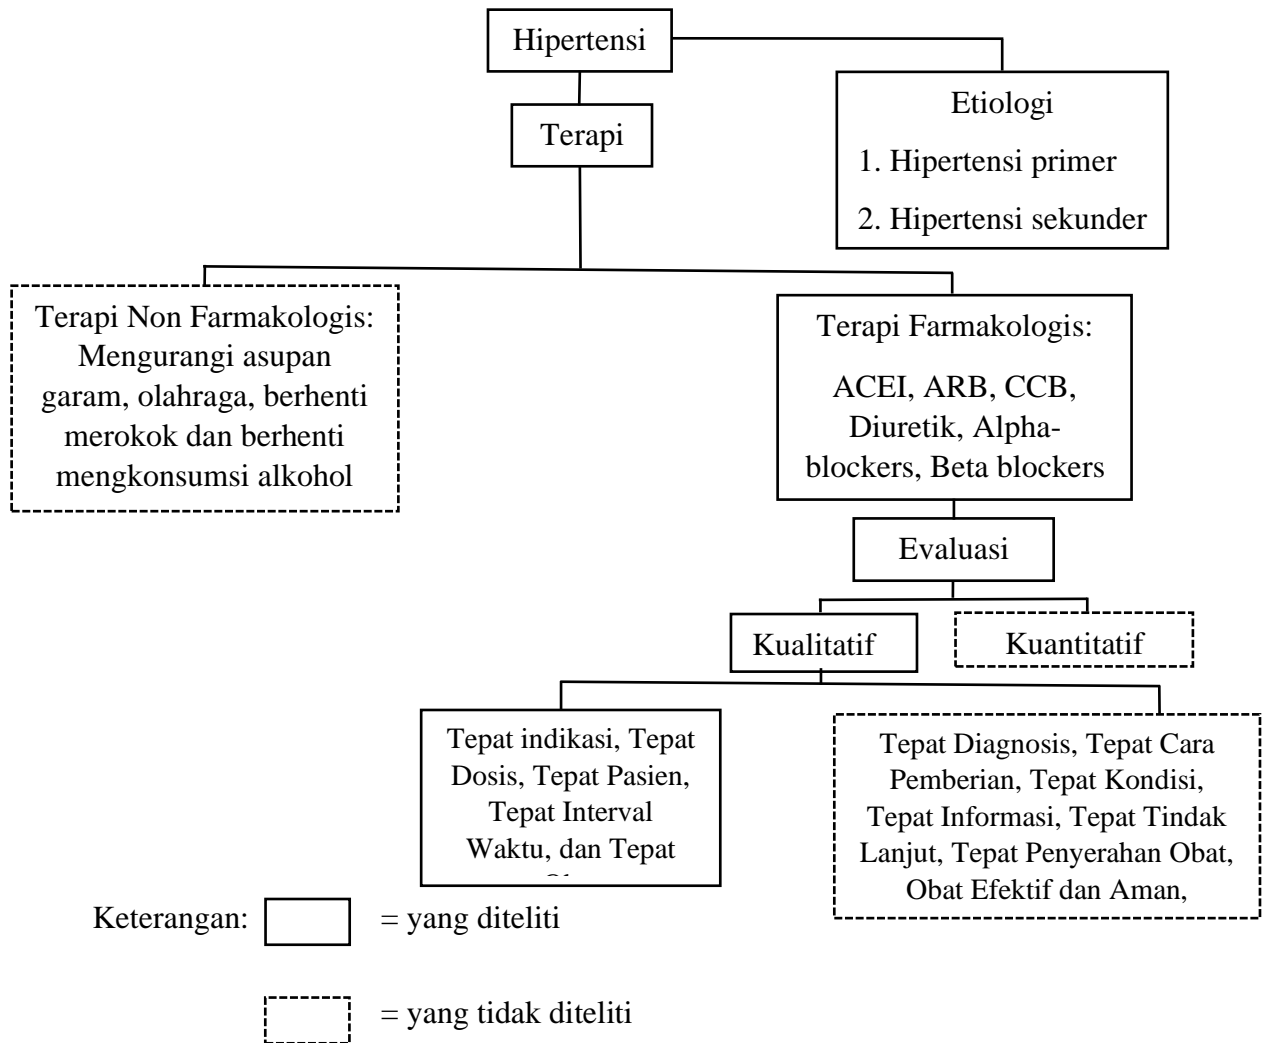 Hipertensi
Etiologi
1. Hipertensi primer
2. Hipertensi sekunder
Terapi
Terapi Non Farmakologis:
Mengurangi asupan
garam, olahraga, berhenti
merokok dan berhenti
mengkonsumsi alkohol
Terapi Farmakologis:
ACEI, ARB, CCB,
Diuretik, Alpha-
blockers, Beta blockers
Evaluasi
Kualitatif
Kuantitatif
Tepat indikasi, Tepat
Dosis, Tepat Pasien,
Tepat Interval
Waktu, dan Tepat
Tepat Diagnosis, Tepat Cara
Pemberian, Tepat Kondisi,
Tepat Informasi, Tepat Tindak
Lanjut, Tepat Penyerahan Obat,
Obat Efektif dan Aman,
Keterangan:
= yang diteliti
= yang tidak diteliti